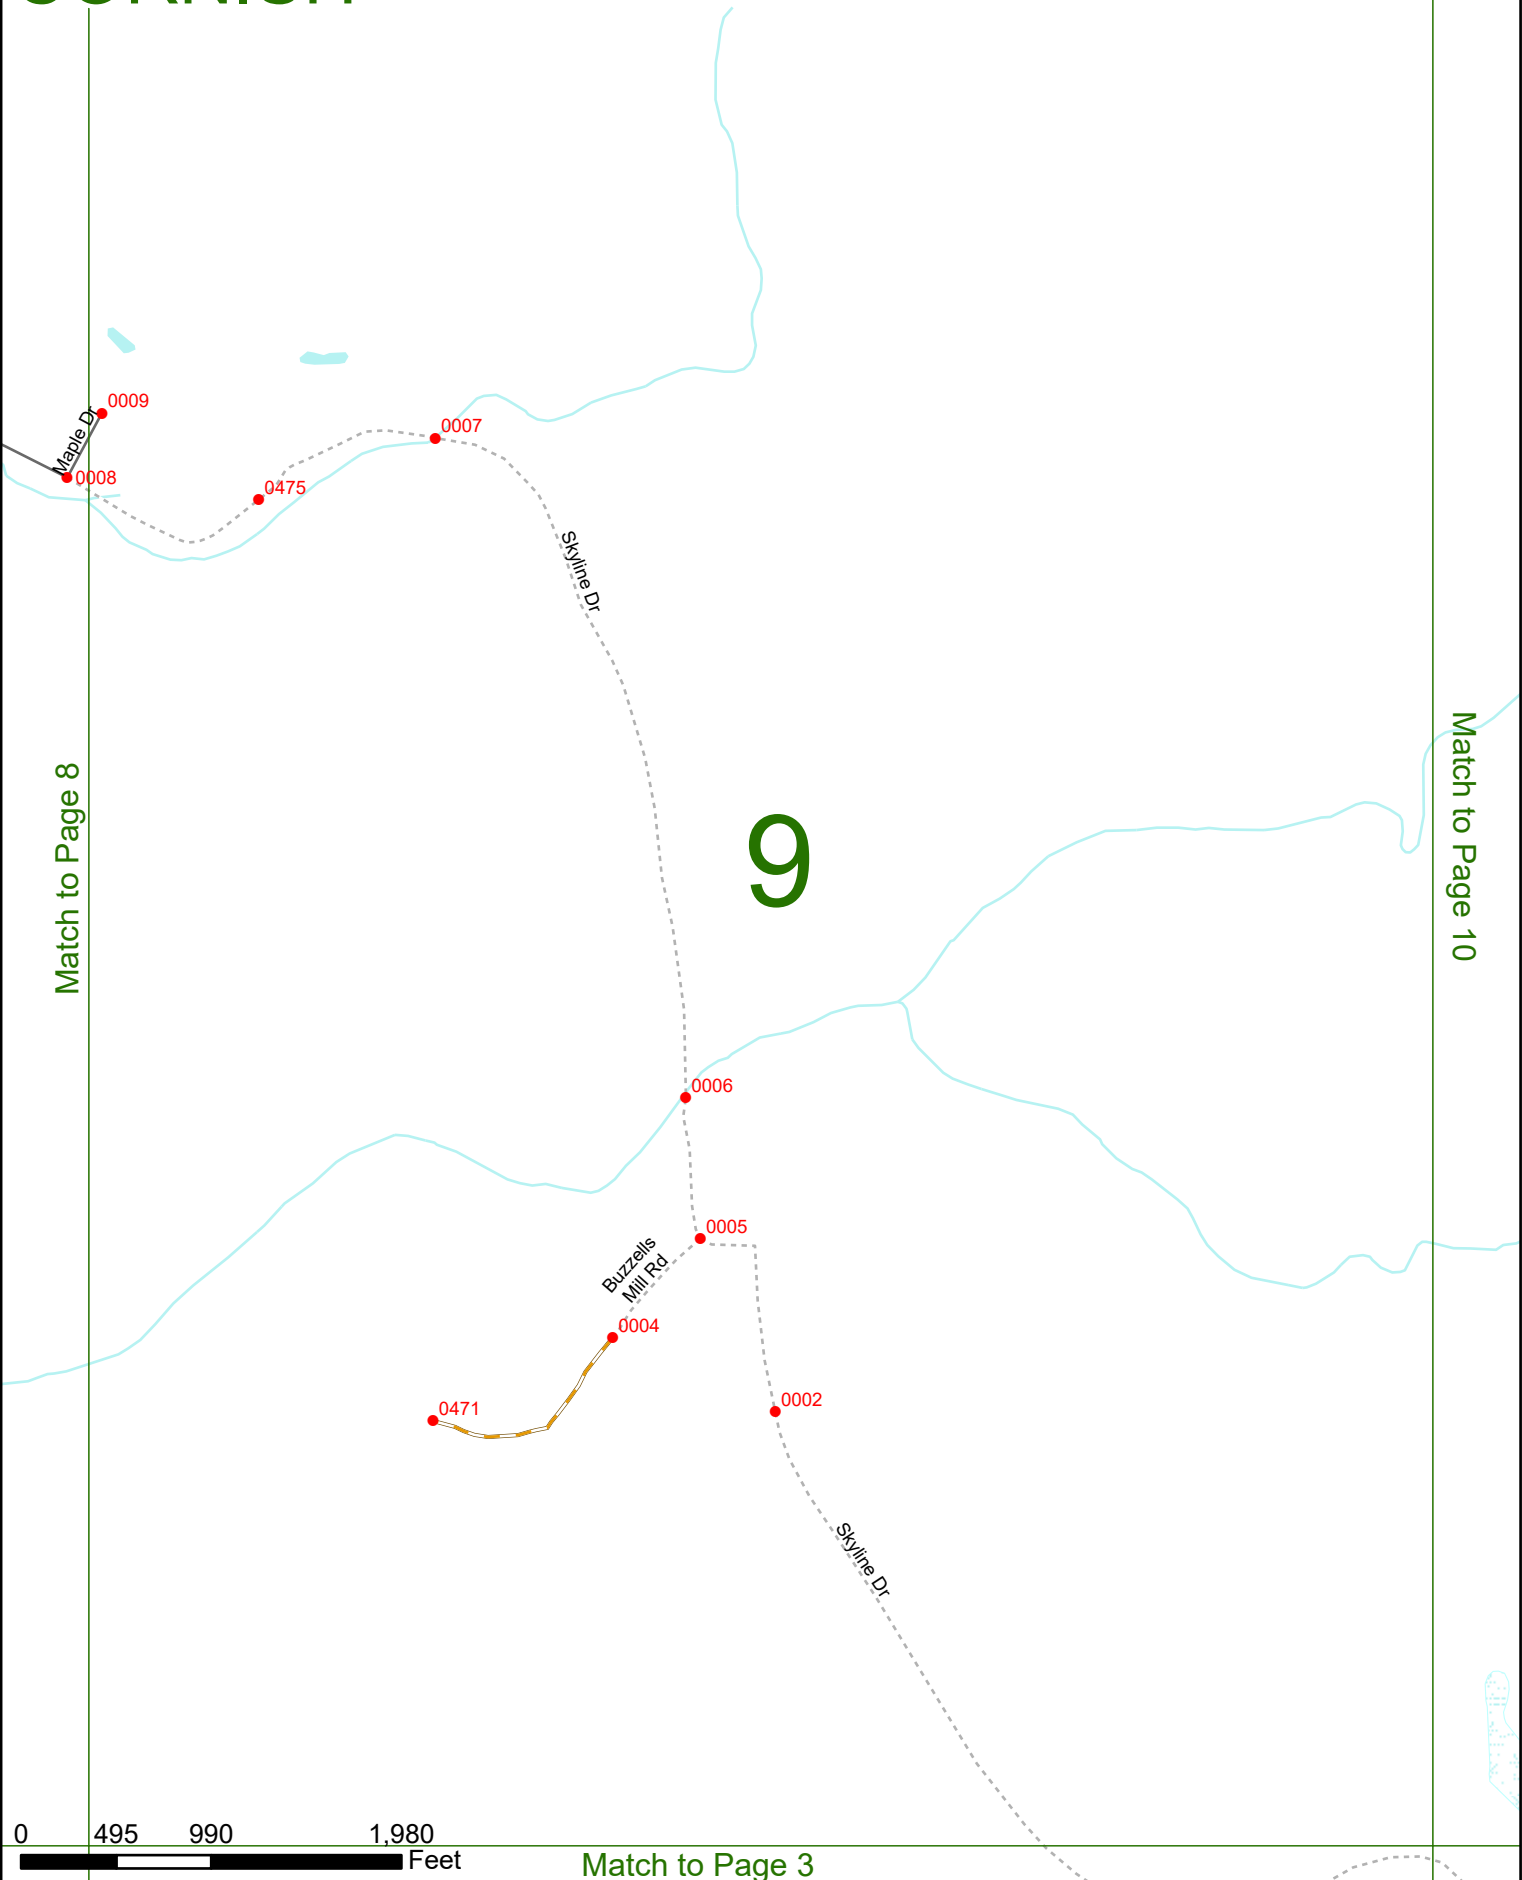 0009
Maple Dr
0008
0007
0475
Skyline Dr
Match to Page 8
9
Match to Page 10
0006
0005
Buzzells
Mill Rd
0004
0471
0002
Skyline Dr
0 495 990 1,980
Feet
Match to Page 3